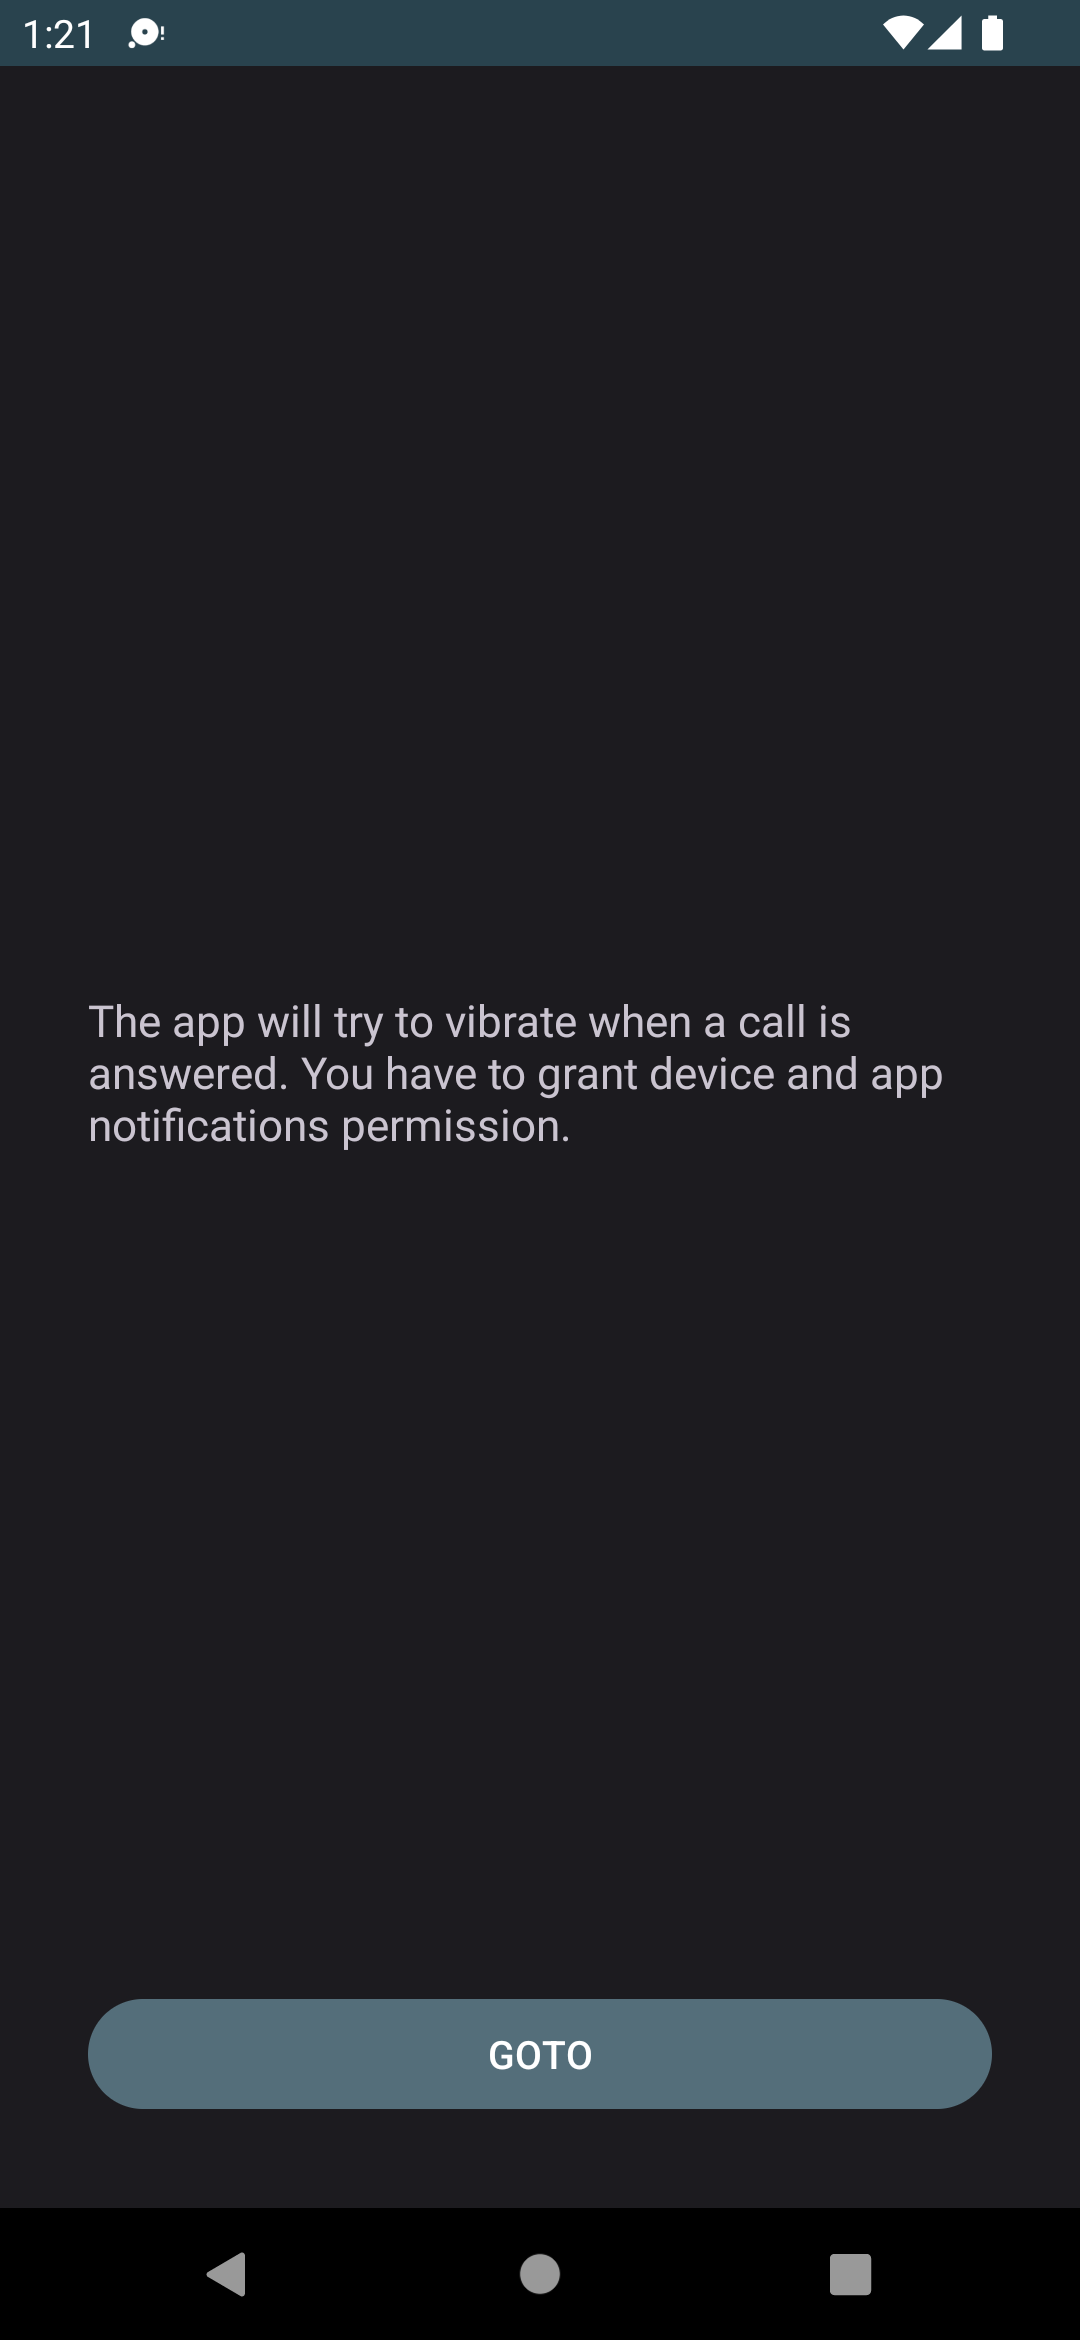 1:21
The app will try to vibrate when a call is
answered. You have to grant device and app
notifications permission.
GOTO